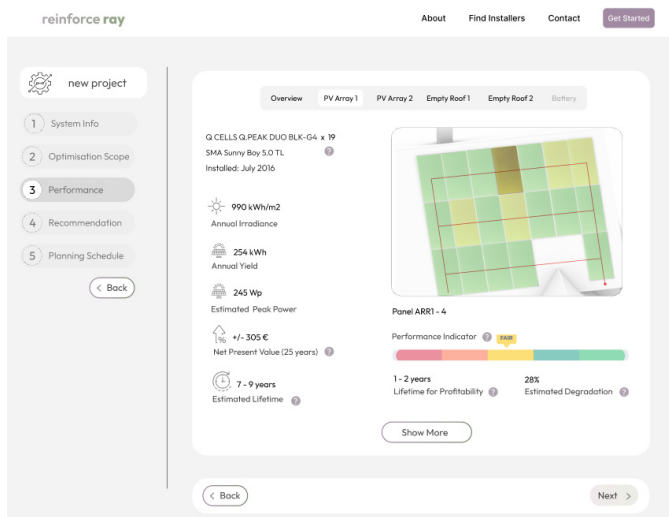 reinforce ray
About Find Installers Contact Get Started
new project
1 System Info
2 Optimisation Scope
3 Performance
4 Recommendation
5 Planning Schedule
< Back
Overview PV Array 1 PV Array 2 Empty Roof 1 Empty Roof 2 Battery
Q CELLS Q.PEAK DUO BLK-G4 x 19
SMA Sunny Boy 5.0 TL ?
Installed: July 2016
990 kWh/m2
Annual Irradiance
254 kWh
Annual Yield
245 Wp
Estimated Peak Power
% +/- 305 €
Net Present Value (25 years) ?
7 - 9 years
Estimated Lifetime ?
Panel ARR1 - 4
Performance Indicator ? FAIR
1 - 2 years
Lifetime for Profitability ?
28%
Estimated Degradation ?
Show More
< Back
Next >